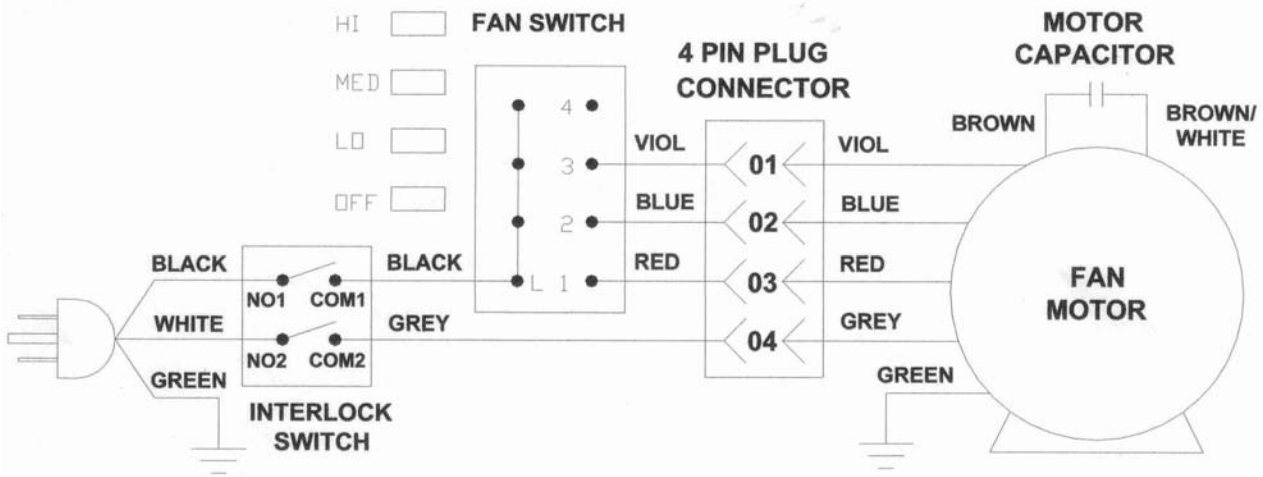 HI
FAN SWITCH
MED
LO
OFF
4
3
2
L 1
4 PIN PLUG
CONNECTOR
VIOL
01
VIOL
BLUE
02
BLUE
RED
03
RED
GREY
04
GREY
MOTOR
CAPACITOR
BROWN
BROWN/
WHITE
FAN
MOTOR
GREEN
BLACK
NO1
COM1
BLACK
WHITE
NO2
COM2
GREEN
INTERLOCK
SWITCH